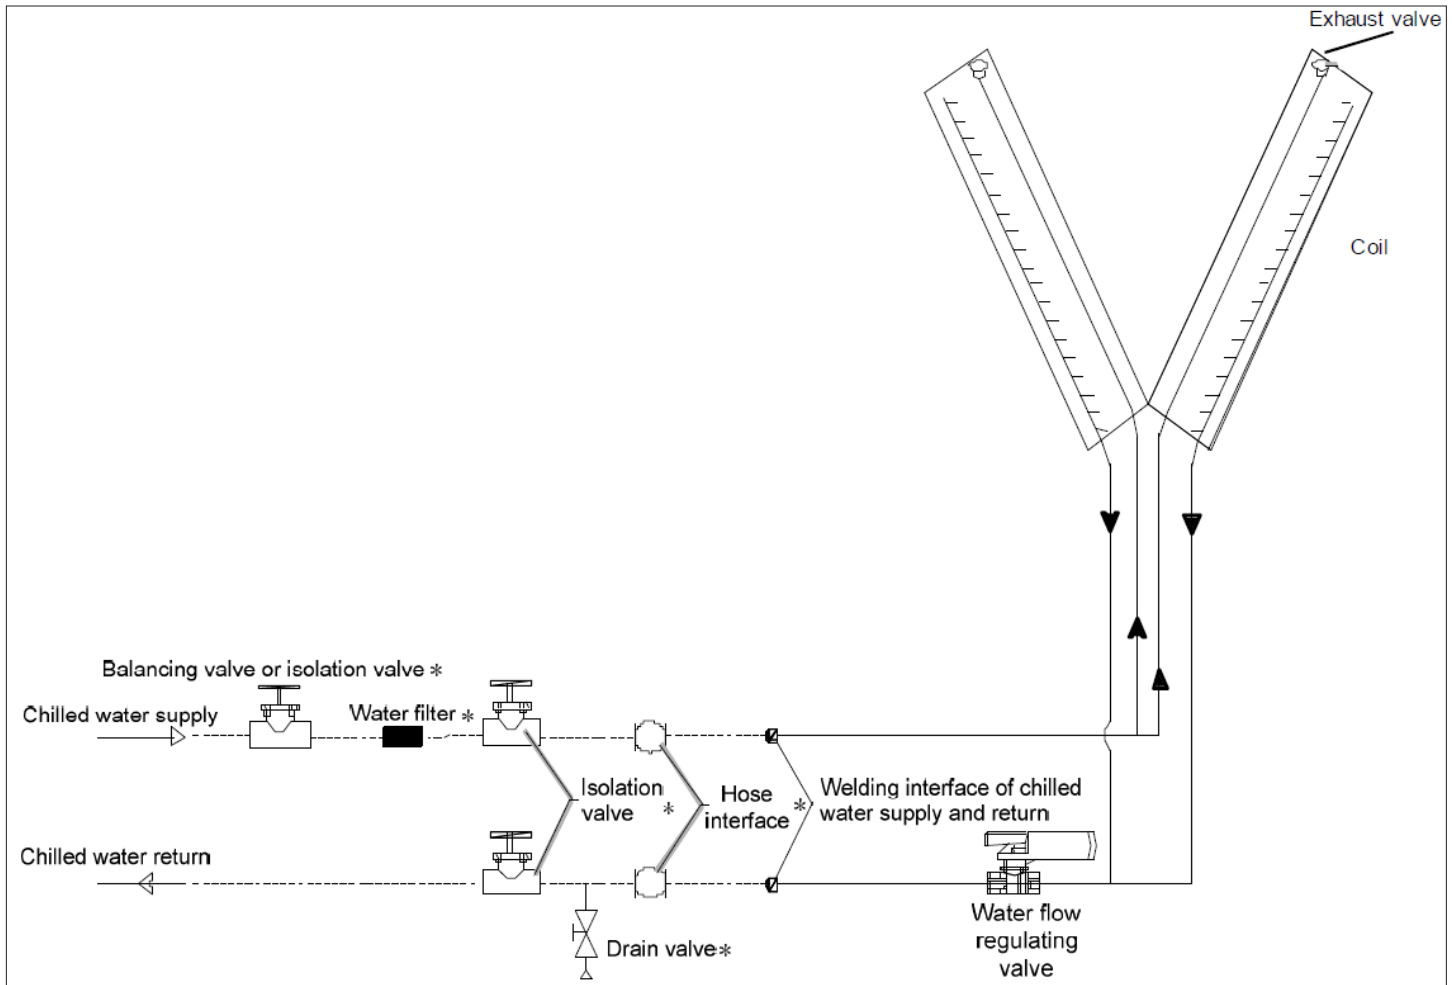 Exhaust valve
Coil
Balancing valve or isolation valve *
Chilled water supply
Water filter *
Isolation
valve *
Hose
interface *
Welding interface of chilled
water supply and return
Chilled water return
Drain valve *
Water flow
regulating
valve